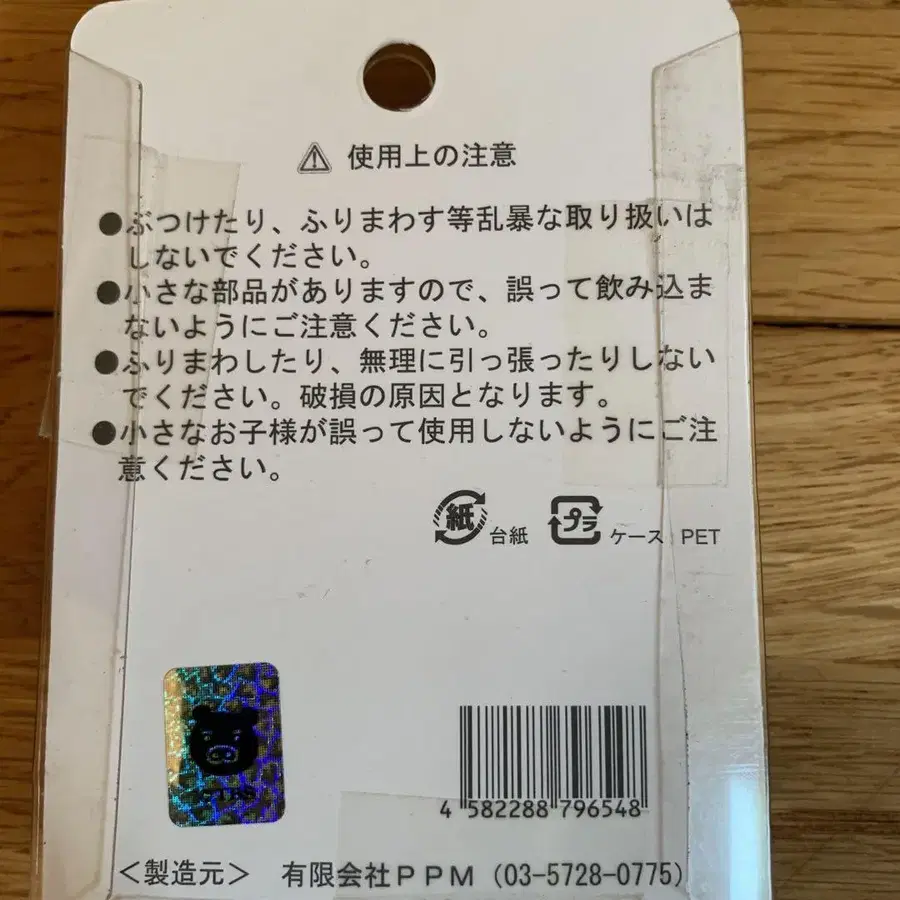 使用上の注意
●ぶつけたり、ふりまわす等乱暴な取り扱いは
しないでください。
●小さな部品がありますので、誤って飲み込ま
ないようにご注意ください。
●ふりまわしたり、無理に引っ張ったりしない
でください。破損の原因となります。
●小さなお子様が誤って使用しないようにご注
意ください。
紙 台紙 プラ ケース：PET
4 582288 796548
＜製造元＞ 有限会社ＰＰＭ (03-5728-0775)